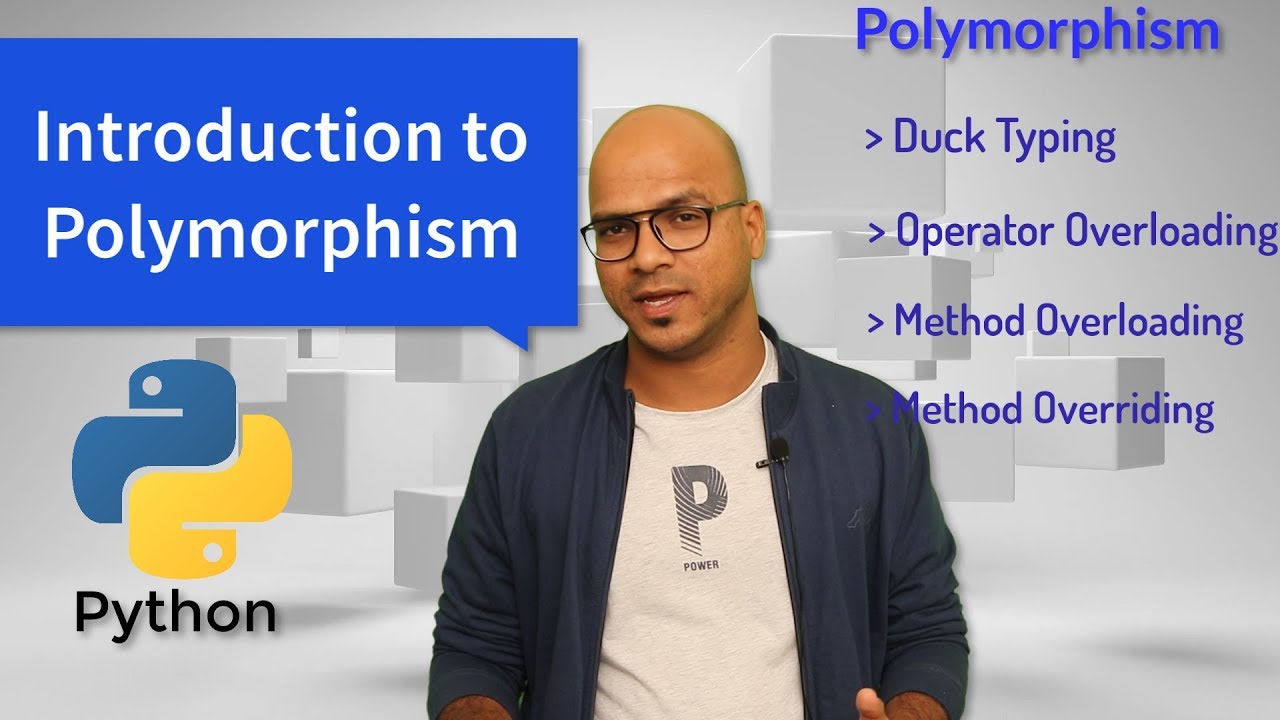 Introduction to
Polymorphism
Python
Polymorphism
> Duck Typing
> Operator Overloading
> Method Overloading
> Method Overriding
P
POWER